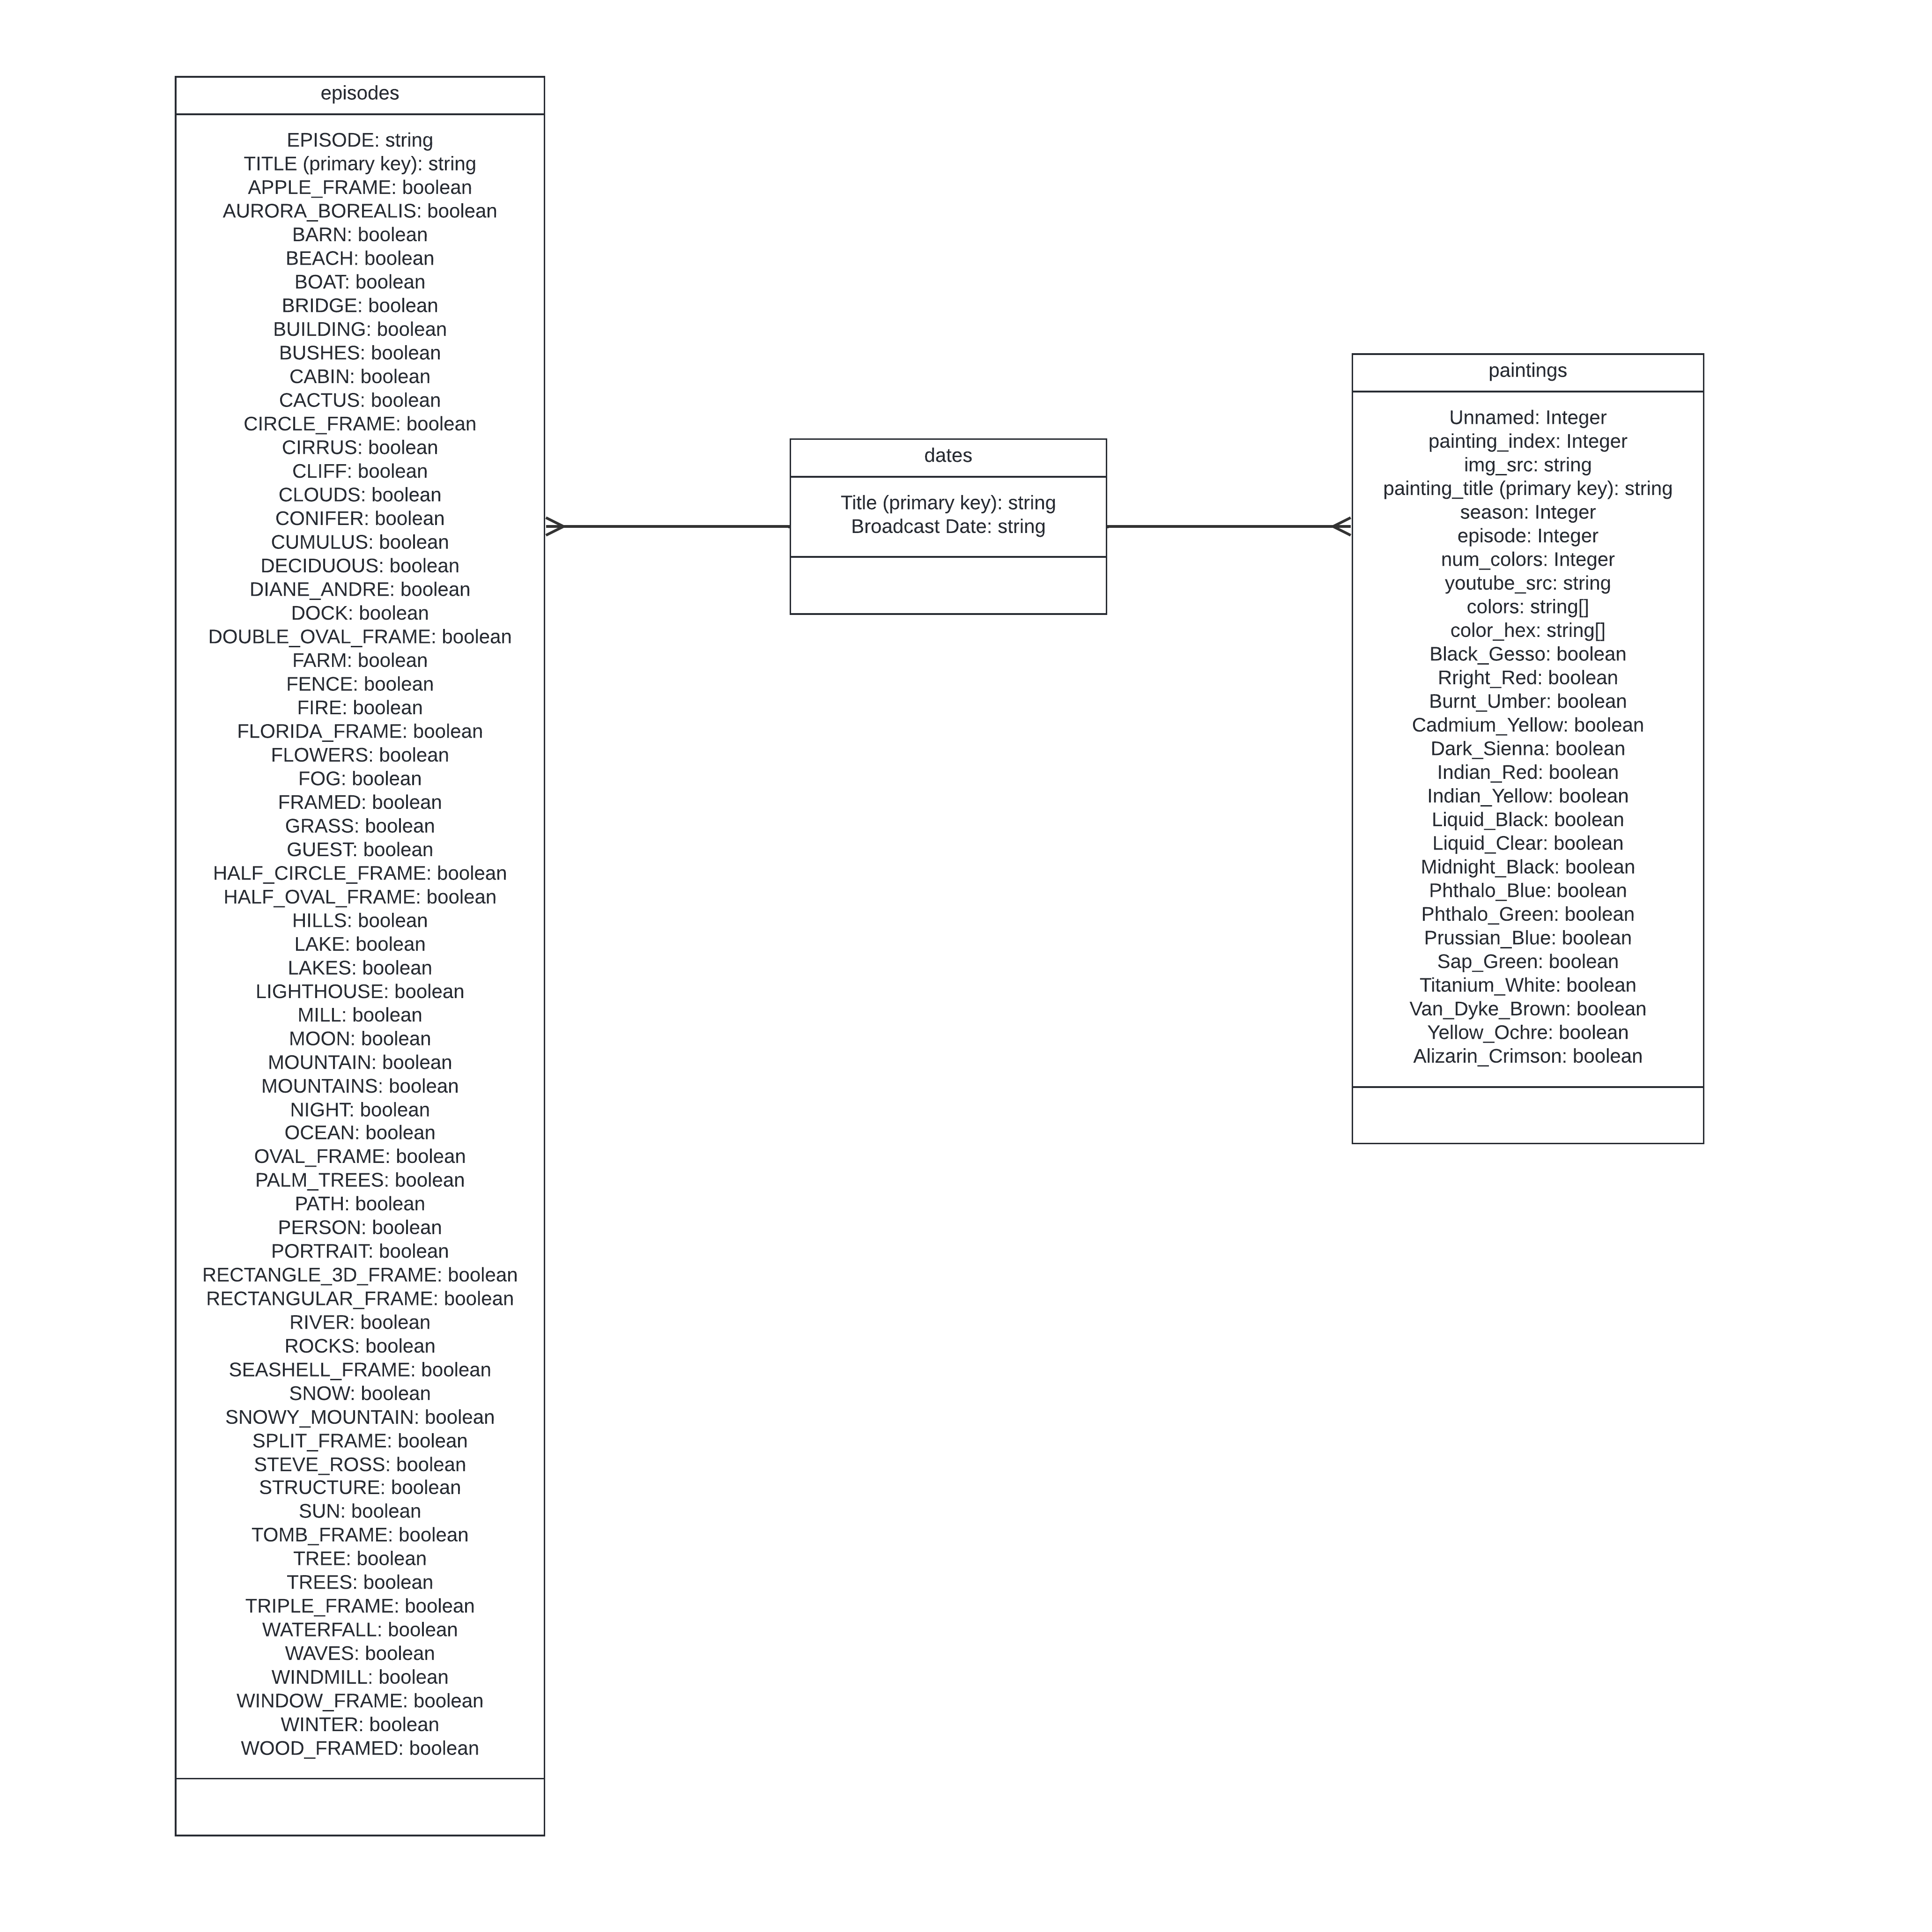 episodes
EPISODE: string
TITLE (primary key): string
APPLE_FRAME: boolean
AURORA_BOREALIS: boolean
BARN: boolean
BEACH: boolean
BOAT: boolean
BRIDGE: boolean
BUILDING: boolean
BUSHES: boolean
CABIN: boolean
CACTUS: boolean
CIRCLE_FRAME: boolean
CIRRUS: boolean
CLIFF: boolean
CLOUDS: boolean
CONIFER: boolean
CUMULUS: boolean
DECIDUOUS: boolean
DIANE_ANDRE: boolean
DOCK: boolean
DOUBLE_OVAL_FRAME: boolean
FARM: boolean
FENCE: boolean
FIRE: boolean
FLORIDA_FRAME: boolean
FLOWERS: boolean
FOG: boolean
FRAMED: boolean
GRASS: boolean
GUEST: boolean
HALF_CIRCLE_FRAME: boolean
HALF_OVAL_FRAME: boolean
HILLS: boolean
LAKE: boolean
LAKES: boolean
LIGHTHOUSE: boolean
MILL: boolean
MOON: boolean
MOUNTAIN: boolean
MOUNTAINS: boolean
NIGHT: boolean
OCEAN: boolean
OVAL_FRAME: boolean
PALM_TREES: boolean
PATH: boolean
PERSON: boolean
PORTRAIT: boolean
RECTANGLE_3D_FRAME: boolean
RECTANGULAR_FRAME: boolean
RIVER: boolean
ROCKS: boolean
SEASHELL_FRAME: boolean
SNOW: boolean
SNOWY_MOUNTAIN: boolean
SPLIT_FRAME: boolean
STEVE_ROSS: boolean
STRUCTURE: boolean
SUN: boolean
TOMB_FRAME: boolean
TREE: boolean
TREES: boolean
TRIPLE_FRAME: boolean
WATERFALL: boolean
WAVES: boolean
WINDMILL: boolean
WINDOW_FRAME: boolean
WINTER: boolean
WOOD_FRAMED: boolean
dates
Title (primary key): string
Broadcast Date: string
paintings
Unnamed: Integer
painting_index: Integer
img_src: string
painting_title (primary key): string
season: Integer
episode: Integer
num_colors: Integer
youtube_src: string
colors: string[]
color_hex: string[]
Black_Gesso: boolean
Rright_Red: boolean
Burnt_Umber: boolean
Cadmium_Yellow: boolean
Dark_Sienna: boolean
Indian_Red: boolean
Indian_Yellow: boolean
Liquid_Black: boolean
Liquid_Clear: boolean
Midnight_Black: boolean
Phthalo_Blue: boolean
Phthalo_Green: boolean
Prussian_Blue: boolean
Sap_Green: boolean
Titanium_White: boolean
Van_Dyke_Brown: boolean
Yellow_Ochre: boolean
Alizarin_Crimson: boolean